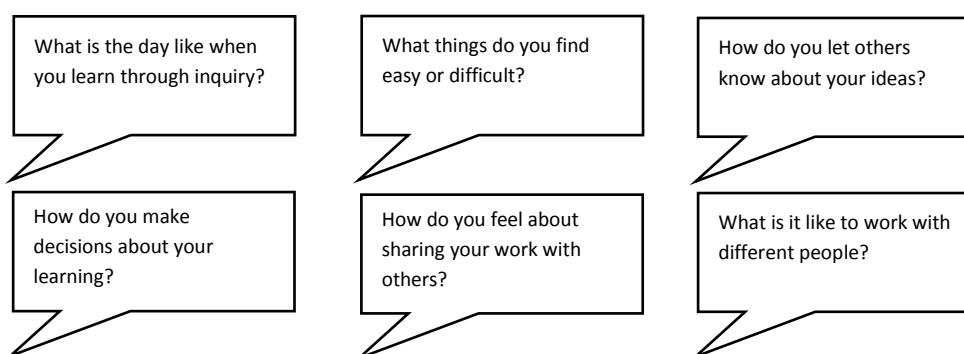 What is the day like when
you learn through inquiry?
What things do you find
easy or difficult?
How do you let others
know about your ideas?
How do you make
decisions about your
learning?
How do you feel about
sharing your work with
others?
What is it like to work with
different people?